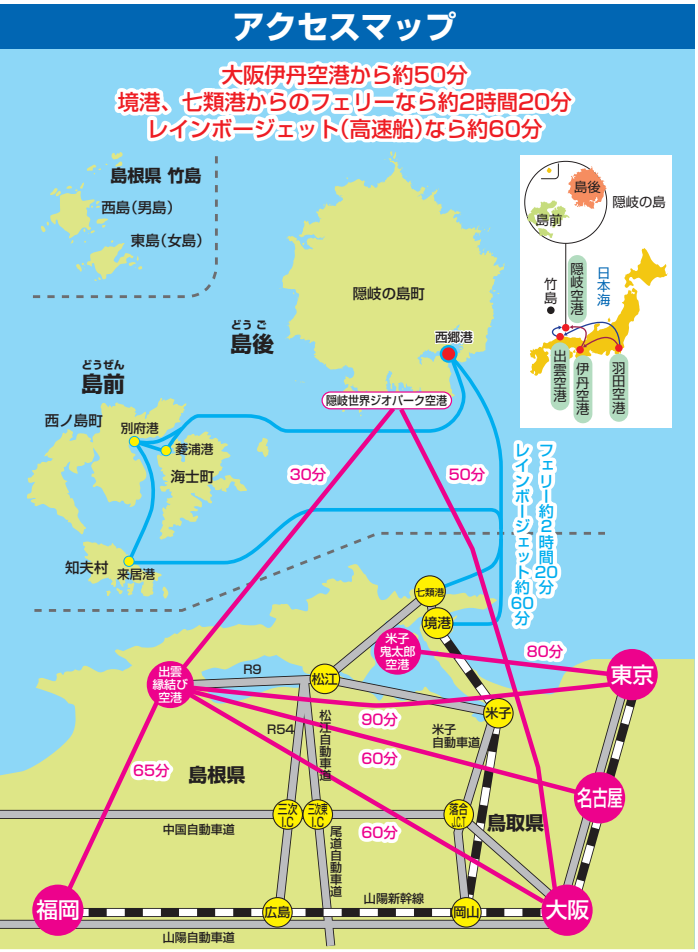 アクセスマップ
大阪伊丹空港から約50分
境港、七類港からのフェリーなら約2時間20分
レインボージェット(高速船)なら約60分
島根県 竹島
西島(男島)
東島(女島)
島後
島前
隠岐の島
竹島
隠岐空港
日本海
出雲空港
伊丹空港
羽田空港
隠岐の島町
どうご
島後
西郷港
どうぜん
島前
隠岐世界ジオパーク空港
西ノ島町
別府港
菱浦港
海士町
知夫村
来居港
30分
50分
フェリー約2時間20分
レインボージェット約60分
七類港
境港
米子
鬼太郎
空港
80分
東京
出雲
縁結び
空港
R9
松江
90分
米子
R54
松江自動車道
米子
自動車道
60分
65分
島根県
名古屋
三次
I.C
三次東
I.C
落合
J.C.T
鳥取県
中国自動車道
尾道自動車道
60分
福岡
広島
山陽新幹線
岡山
大阪
山陽自動車道